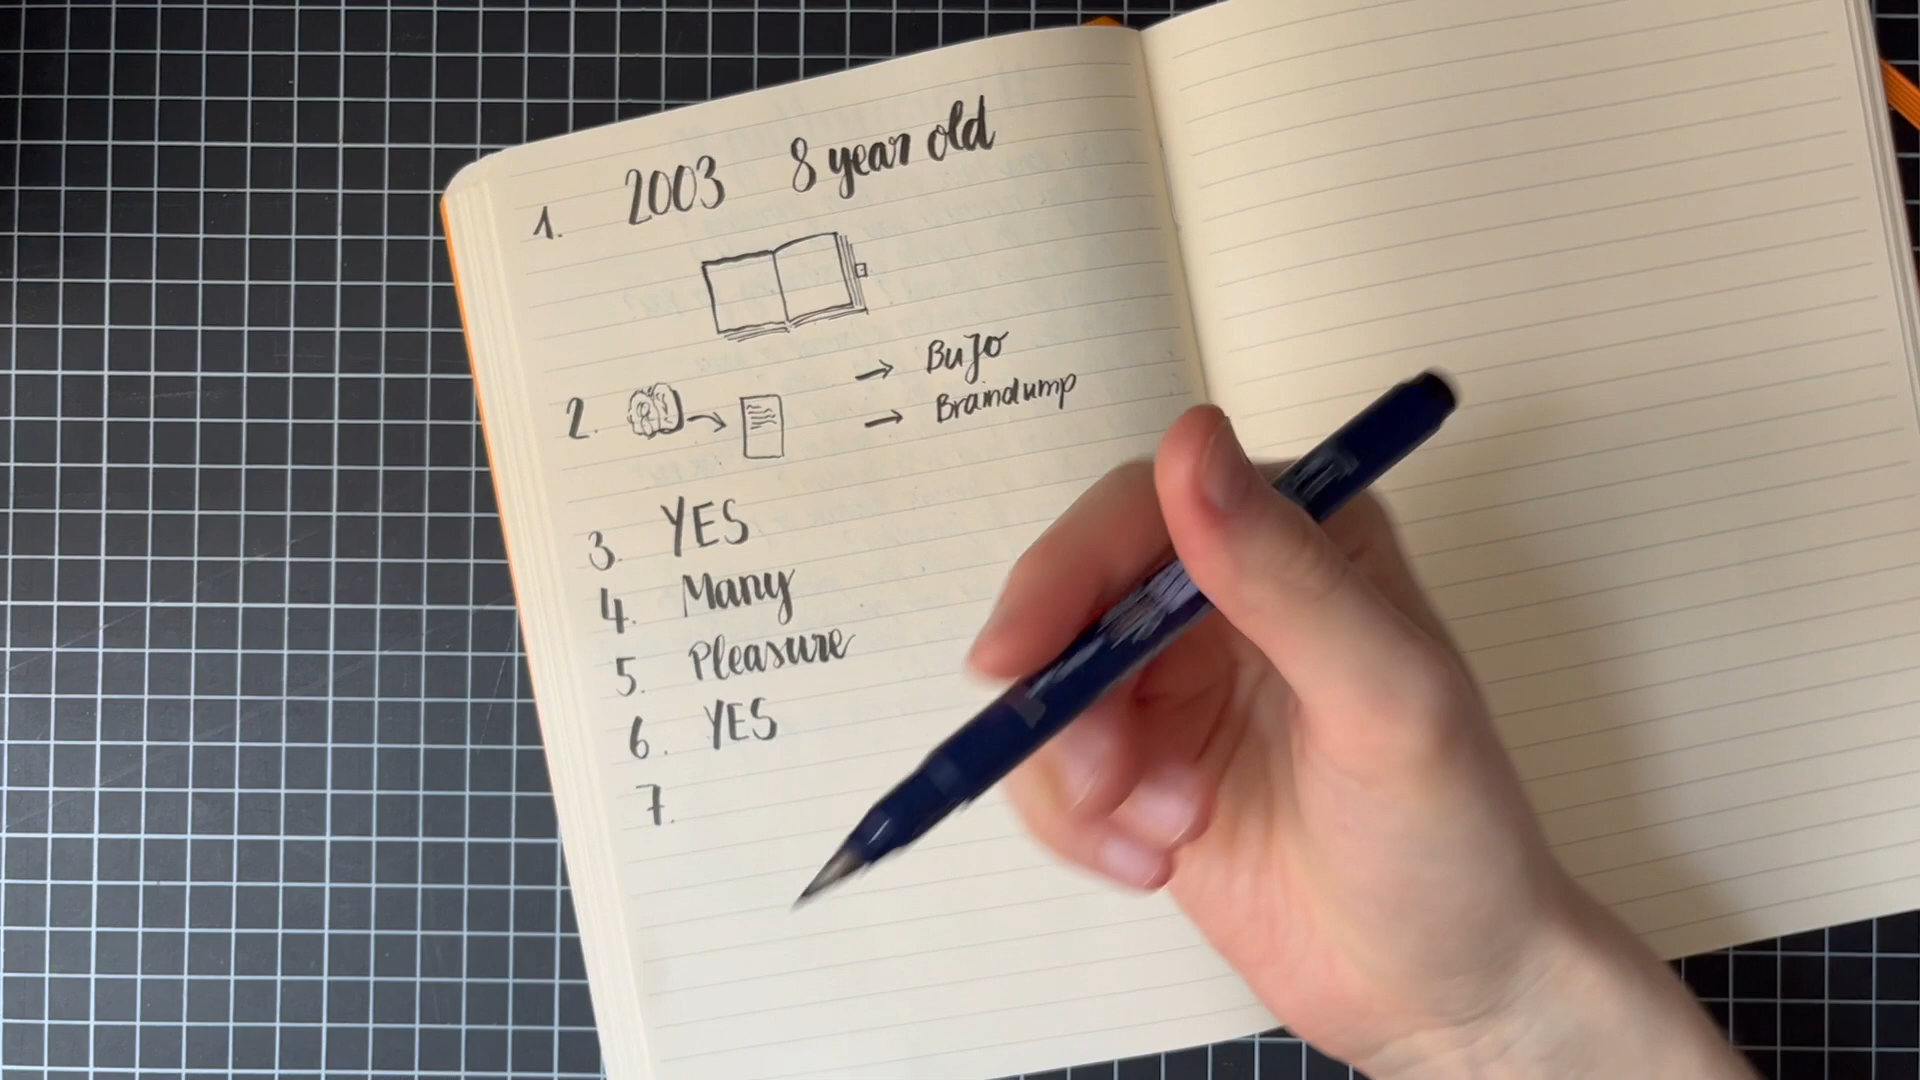 1. 2003 8 year old
→ BuJo
2. → Braindump
3. YES
4. Many
5. Pleasure
6. YES
7.